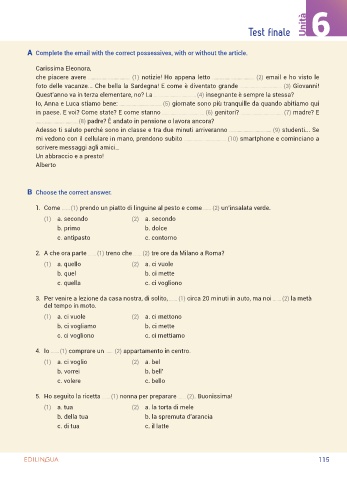 Test finale
Unità 6
A Complete the email with the correct possessives, with or without the article.
Carissima Eleonora,
che piacere avere ........................ (1) notizie! Ho appena letto ........................ (2) email e ho visto le
foto delle vacanze... Che bella la Sardegna! E come è diventato grande ........................ (3) Giovanni!
Quest'anno va in terza elementare, no? La ........................ (4) insegnante è sempre la stessa?
Io, Anna e Luca stiamo bene: ........................ (5) giornate sono più tranquille da quando abitiamo qui
in paese. E voi? Come state? E come stanno ........................ (6) genitori? ........................ (7) madre? E
........................ (8) padre? È andato in pensione o lavora ancora?
Adesso ti saluto perché sono in classe e tra due minuti arriveranno ........................ (9) studenti... Se
mi vedono con il cellulare in mano, prendono subito ........................ (10) smartphone e cominciano a
scrivere messaggi agli amici...
Un abbraccio e a presto!
Alberto
B Choose the correct answer.
1. Come ..... (1) prendo un piatto di linguine al pesto e come ..... (2) un'insalata verde.
(1) a. secondo (2) a. secondo
b. primo b. dolce
c. antipasto c. contorno
2. A che ora parte ..... (1) treno che ..... (2) tre ore da Milano a Roma?
(1) a. quello (2) a. ci vuole
b. quel b. ci mette
c. quella c. ci vogliono
3. Per venire a lezione da casa nostra, di solito, ..... (1) circa 20 minuti in auto, ma noi ..... (2) la metà
del tempo in moto.
(1) a. ci vuole (2) a. ci mettono
b. ci vogliamo b. ci mette
c. ci vogliono c. ci mettiamo
4. Io ..... (1) comprare un ..... (2) appartamento in centro.
(1) a. ci voglio (2) a. bel
b. vorrei b. bell'
c. volere c. bello
5. Ho seguito la ricetta ..... (1) nonna per preparare ..... (2). Buonissima!
(1) a. tua (2) a. la torta di mele
b. della tua b. la spremuta d'arancia
c. di tua c. il latte
EDILINGUA 115